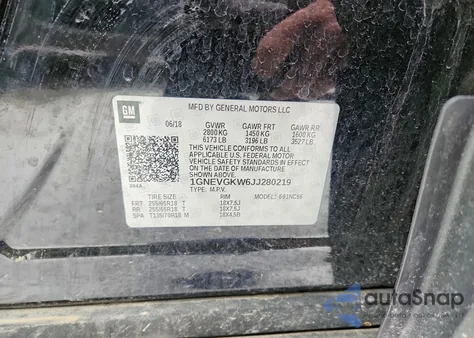 GM
MFD BY GENERAL MOTORS LLC
06/18 GVWR GAWR FRT GAWR RR
2800 KG 1450 KG 1600 KG
6173 LB 3196 LB 3527 LB
THIS VEHICLE CONFORMS TO ALL
APPLICABLE U.S. FEDERAL MOTOR
VEHICLE SAFETY STANDARDS IN EFFECT
ON THE DATE OF MANUFACTURE
SHOWN ABOVE.
1GNEVGKW6JJ280219
TYPE: M.P.V.
TIRE SIZE RIM MODEL: 691NC56
FRT 255/65R18 T 18X7.5J
RR 255/65R18 T 18X7.5J
SPA T135/70R18 M 18X4.5B
autoSnap